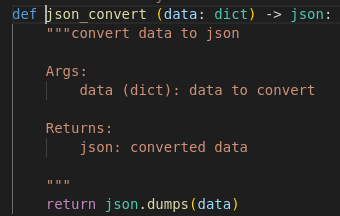 def json_convert (data: dict) -> json:
    """convert data to json

    Args:
        data (dict): data to convert

    Returns:
        json: converted data

    """
    return json.dumps(data)